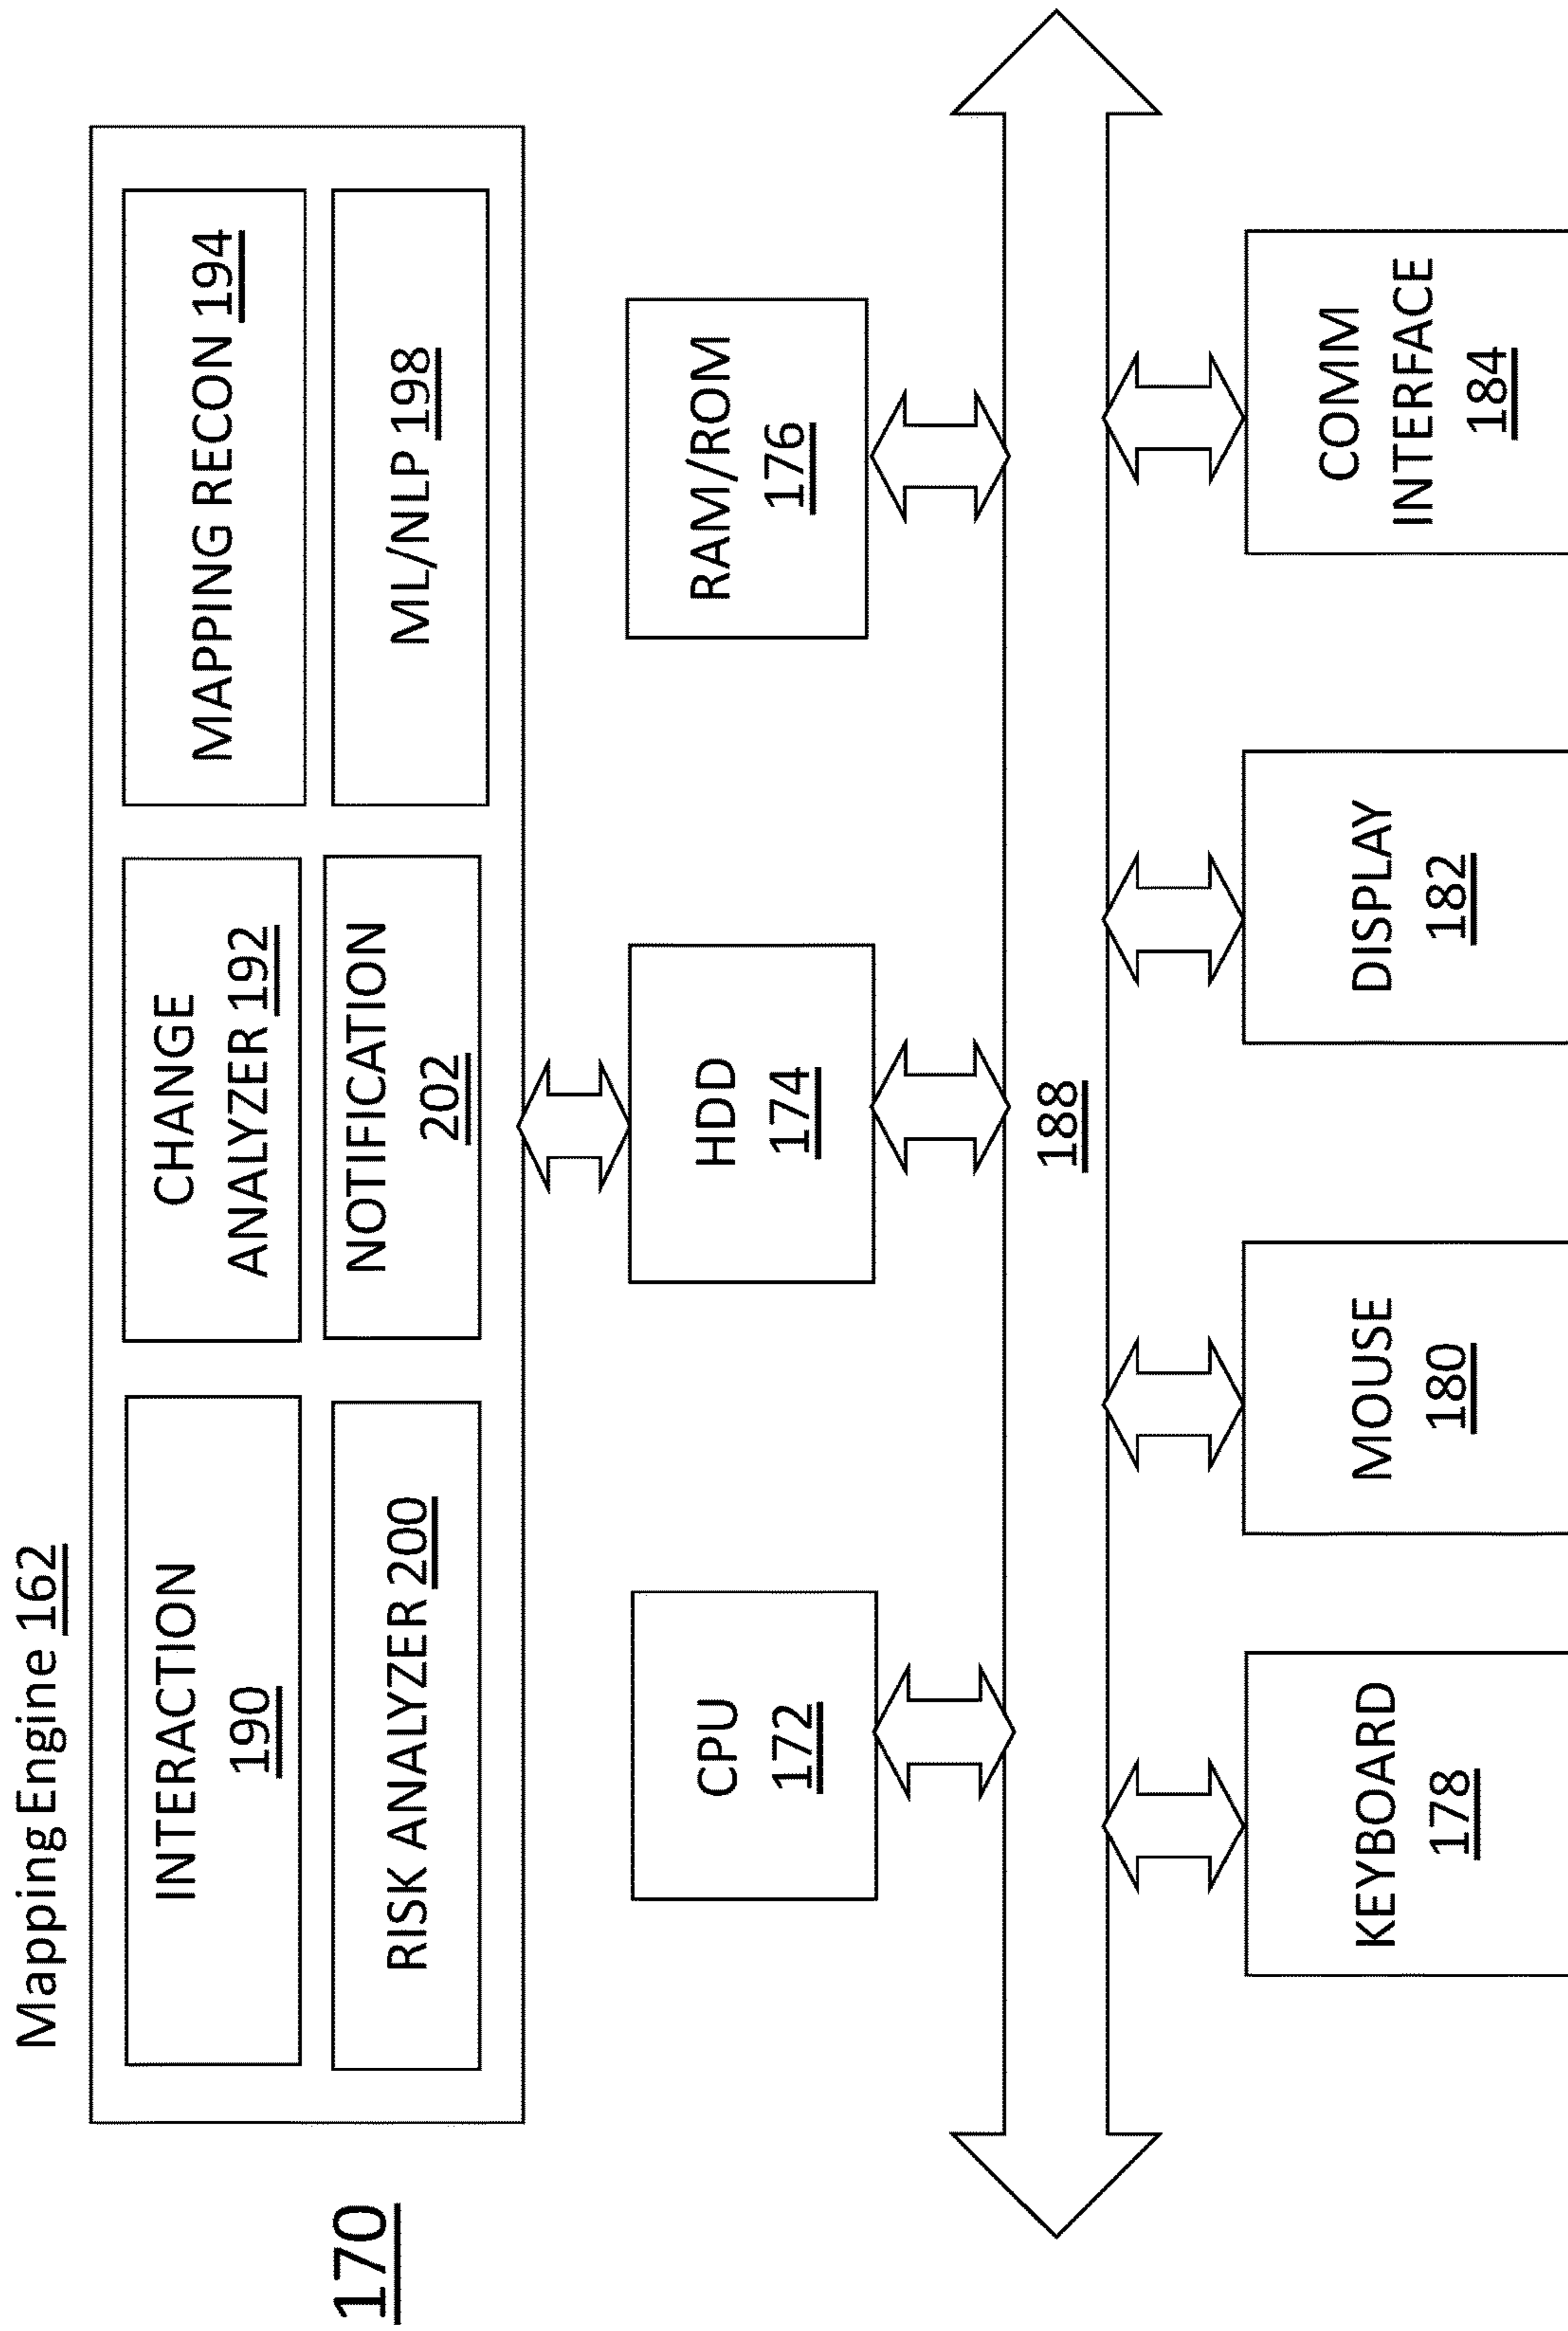 Mapping Engine 162
INTERACTION
190
CHANGE
ANALYZER 192
MAPPING RECON 194
RISK ANALYZER 200
NOTIFICATION
202
ML/NLP 198
170
CPU
172
HDD
174
RAM/ROM
176
188
KEYBOARD
178
MOUSE
180
DISPLAY
182
COMM
INTERFACE
184